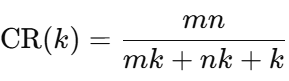 CR(k) = mn / (mk + nk + k)